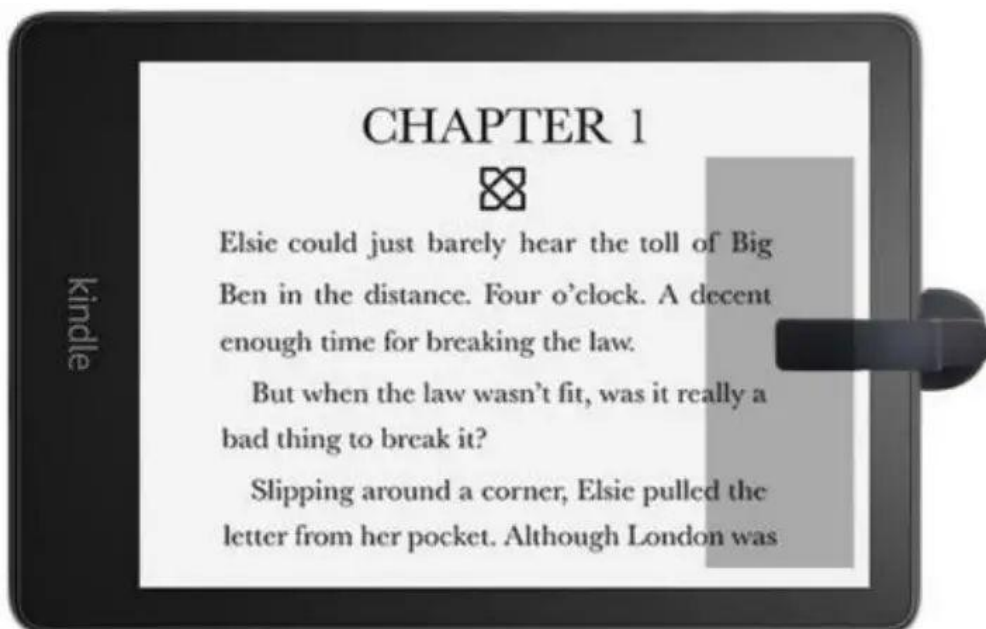 kindle
CHAPTER 1
Elsie could just barely hear the toll of Big
Ben in the distance. Four o’clock. A decent
enough time for breaking the law.
But when the law wasn’t fit, was it really a
bad thing to break it?
Slipping around a corner, Elsie pulled the
letter from her pocket. Although London was